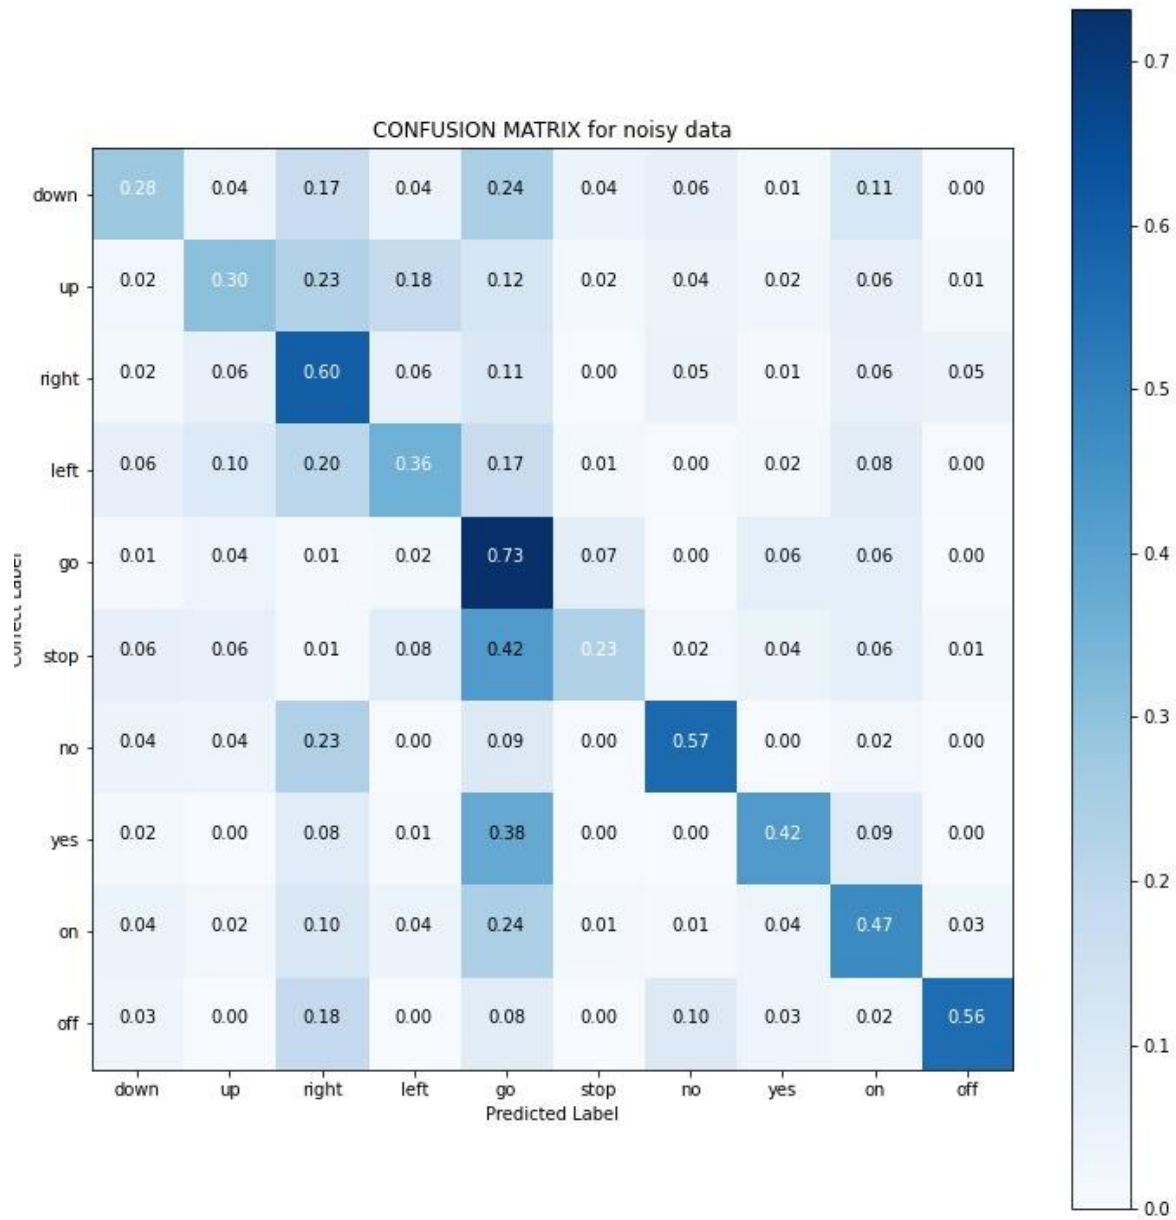 CONFUSION MATRIX for noisy data
down 0.28 0.04 0.17 0.04 0.24 0.04 0.06 0.01 0.11 0.00
up 0.02 0.30 0.23 0.18 0.12 0.02 0.04 0.02 0.06 0.01
right 0.02 0.06 0.60 0.06 0.11 0.00 0.05 0.01 0.06 0.05
left 0.06 0.10 0.20 0.36 0.17 0.01 0.00 0.02 0.08 0.00
go 0.01 0.04 0.01 0.02 0.73 0.07 0.00 0.06 0.06 0.00
stop 0.06 0.06 0.01 0.08 0.42 0.23 0.02 0.04 0.06 0.01
no 0.04 0.04 0.23 0.00 0.09 0.00 0.57 0.00 0.02 0.00
yes 0.02 0.00 0.08 0.01 0.38 0.00 0.00 0.42 0.09 0.00
on 0.04 0.02 0.10 0.04 0.24 0.01 0.01 0.04 0.47 0.03
off 0.03 0.00 0.18 0.00 0.08 0.00 0.10 0.03 0.02 0.56
down up right left go stop no yes on off
Predicted Label
Correct Label
0.7
0.6
0.5
0.4
0.3
0.2
0.1
0.0